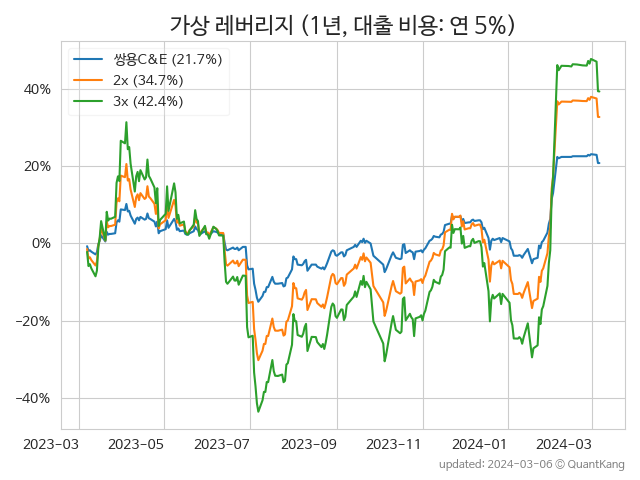 가상 레버리지 (1년, 대출 비용: 연 5%)
쌍용C&E (21.7%)
2x (34.7%)
3x (42.4%)
40%
20%
0%
−20%
−40%
2023-03 2023-05 2023-07 2023-09 2023-11 2024-01 2024-03
updated: 2024-03-06 © QuantKang